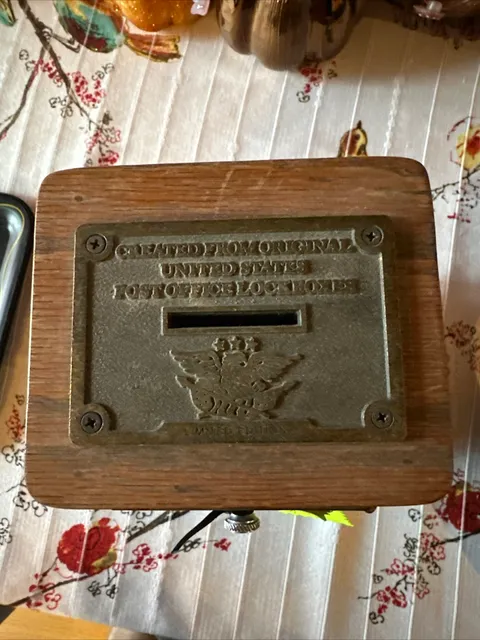 CREATED FROM ORIGINAL
UNITED STATES
POST OFFICE LOCK BOXES